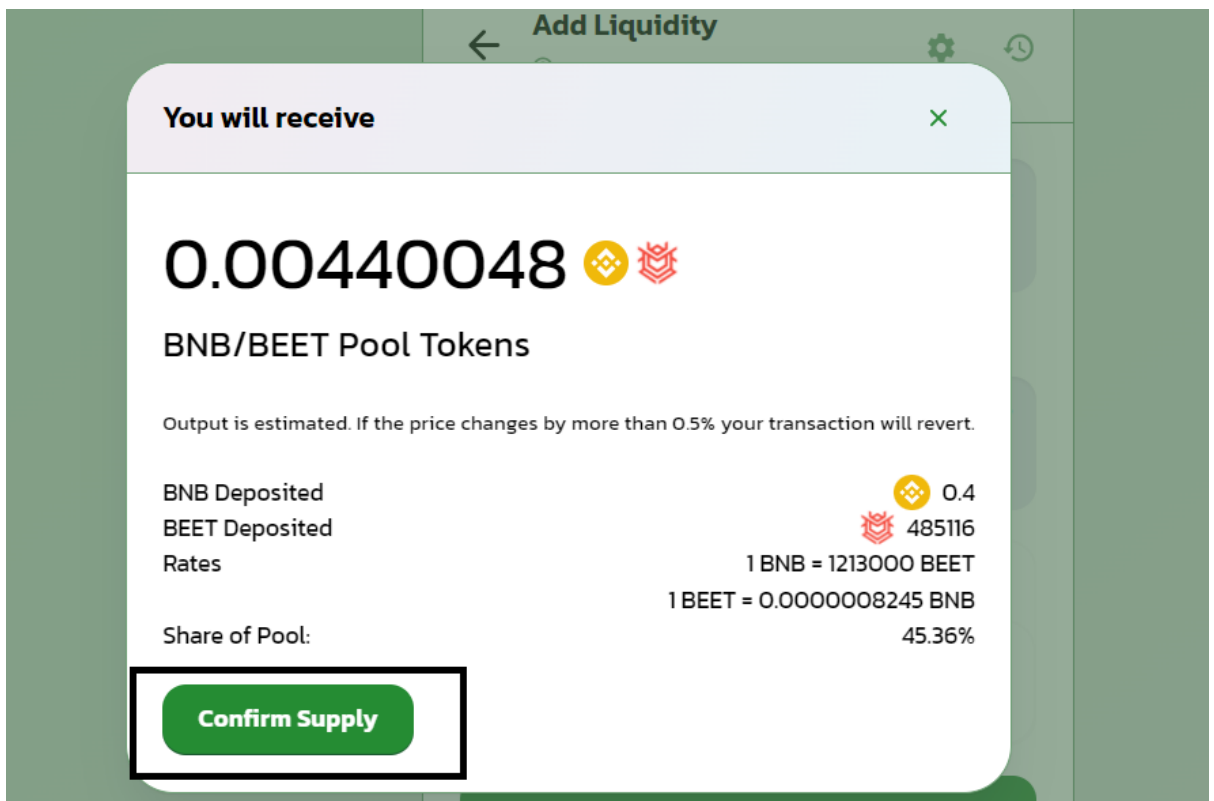 Add Liquidity
You will receive
0.00440048
BNB/BEET Pool Tokens
Output is estimated. If the price changes by more than 0.5% your transaction will revert.
BNB Deposited 0.4
BEET Deposited 485116
Rates 1 BNB = 1213000 BEET
1 BEET = 0.0000008245 BNB
Share of Pool: 45.36%
Confirm Supply